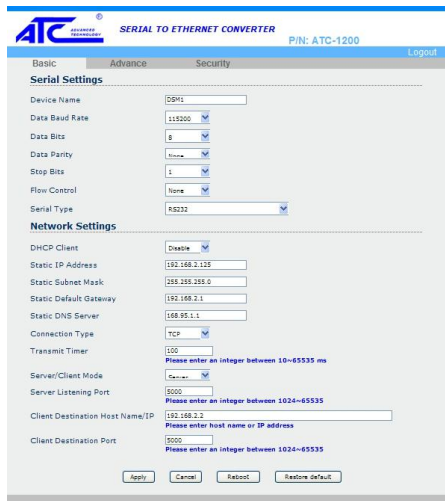 ATC ADVANCED TECHNOLOGY ® SERIAL TO ETHERNET CONVERTER
P/N: ATC-1200
Logout
Basic Advance Security
Serial Settings
Device Name DSM1
Data Baud Rate 115200
Data Bits 8
Data Parity None
Stop Bits 1
Flow Control None
Serial Type RS232
Network Settings
DHCP Client Disable
Static IP Address 192.168.2.125
Static Subnet Mask 255.255.255.0
Static Default Gateway 192.168.2.1
Static DNS Server 168.95.1.1
Connection Type TCP
Transmit Timer 100
Please enter an integer between 10~65535 ms
Server/Client Mode Server
Server Listening Port 5000
Please enter an integer between 1024~65535
Client Destination Host Name/IP 192.168.2.2
Please enter host name or IP address
Client Destination Port 5000
Please enter an integer between 1024~65535
Apply Cancel Reboot Restore default